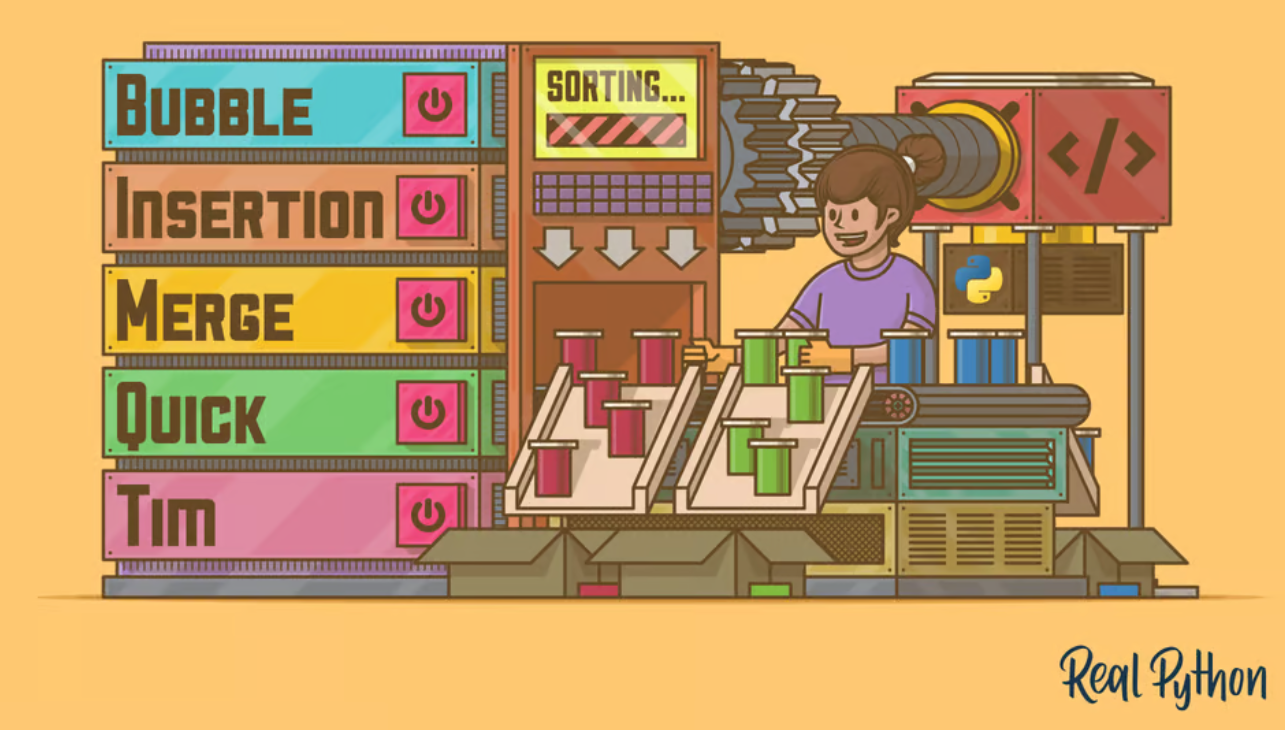 Bubble
Insertion
Merge
Quick
Tim
SORTING...
</>
Real Python